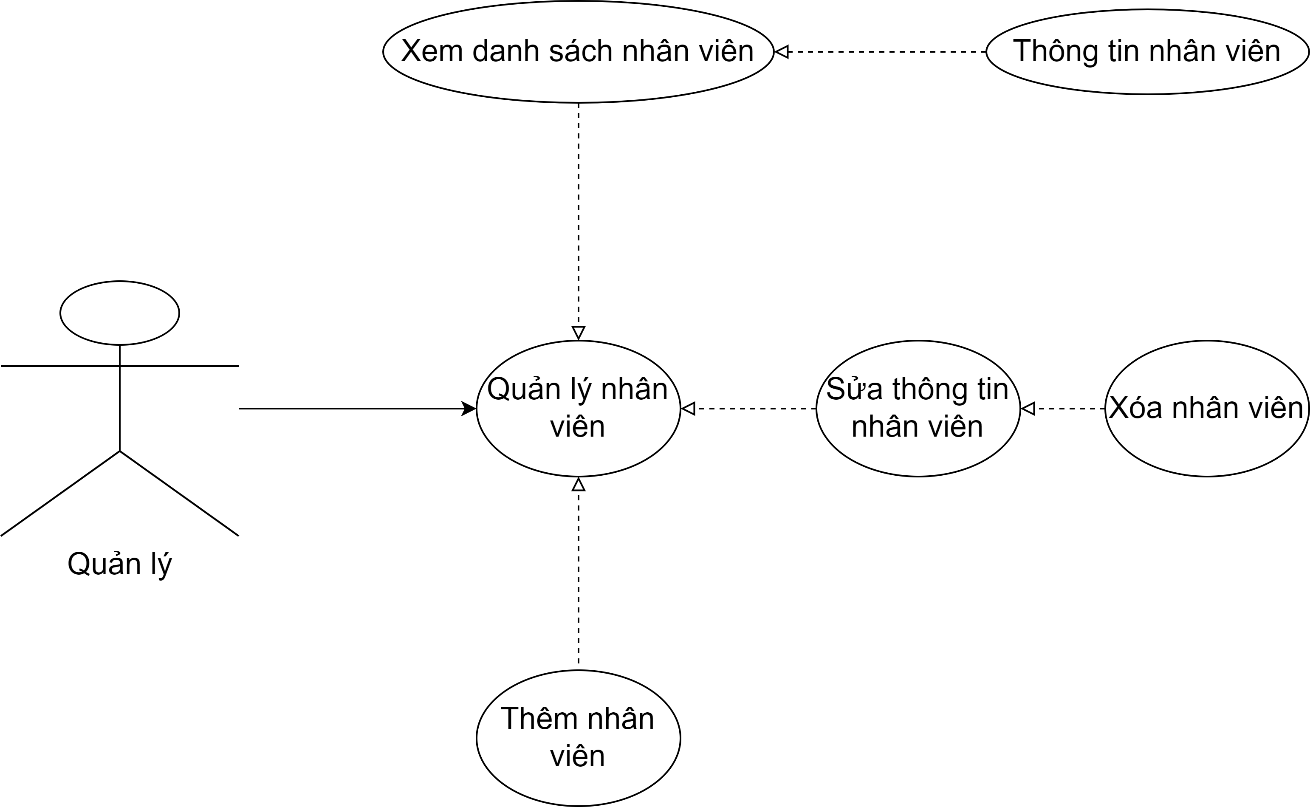 Xem danh sách nhân viên
Thông tin nhân viên
Quản lý nhân
viên
Sửa thông tin
nhân viên
Xóa nhân viên
Quản lý
Thêm nhân
viên